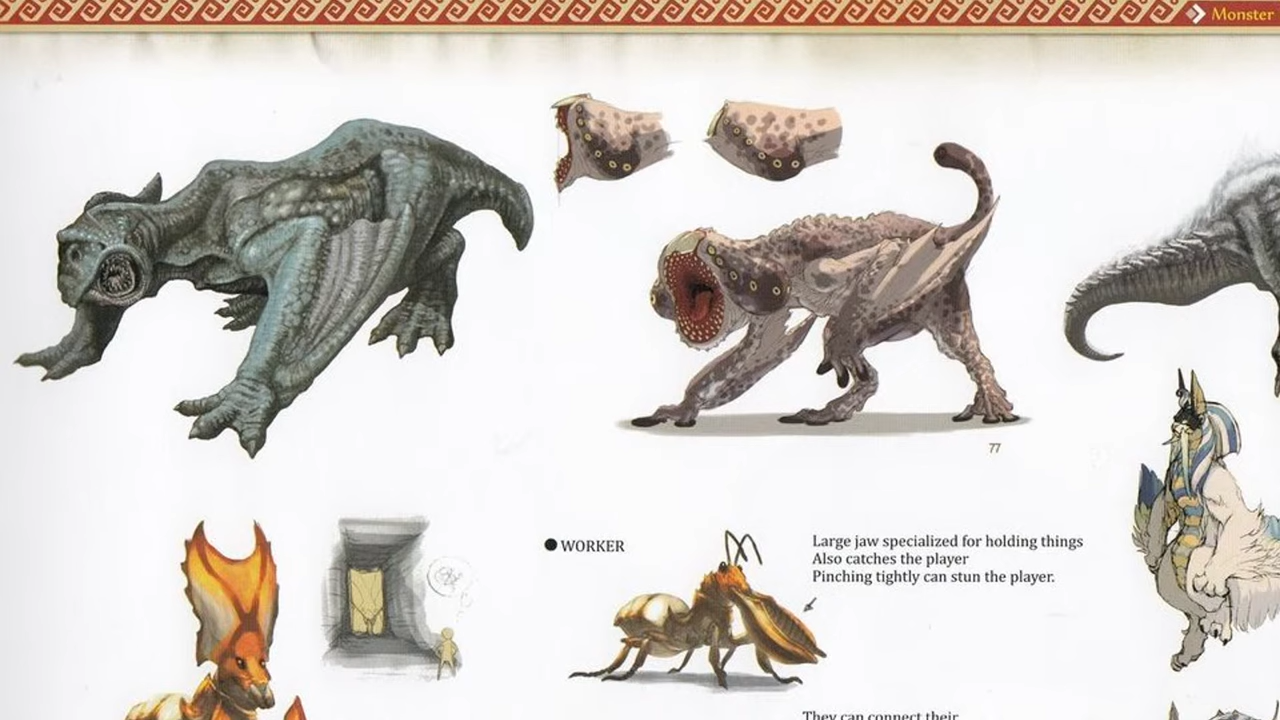 Monster
77
WORKER
Large jaw specialized for holding things
Also catches the player
Pinching tightly can stun the player.
They can connect their